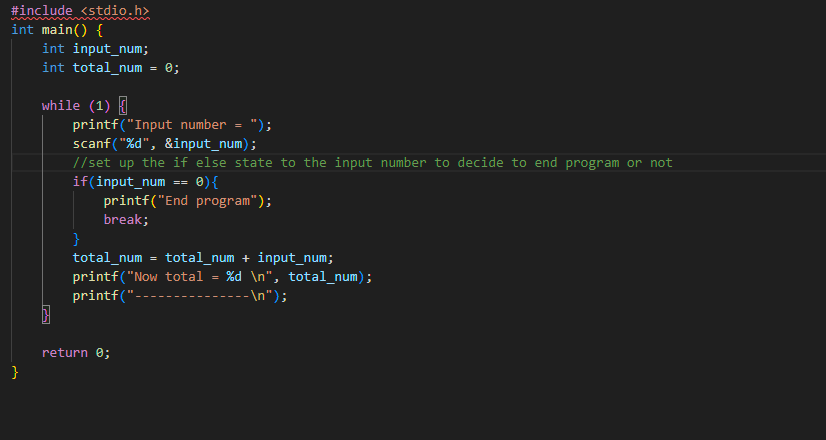 #include <stdio.h>
int main() {
    int input_num;
    int total_num = 0;

    while (1) {
        printf("Input number = ");
        scanf("%d", &input_num);
        //set up the if else state to the input number to decide to end program or not
        if(input_num == 0){
            printf("End program");
            break;
        }
        total_num = total_num + input_num;
        printf("Now total = %d \n", total_num);
        printf("---------------\n");
    }

    return 0;
}